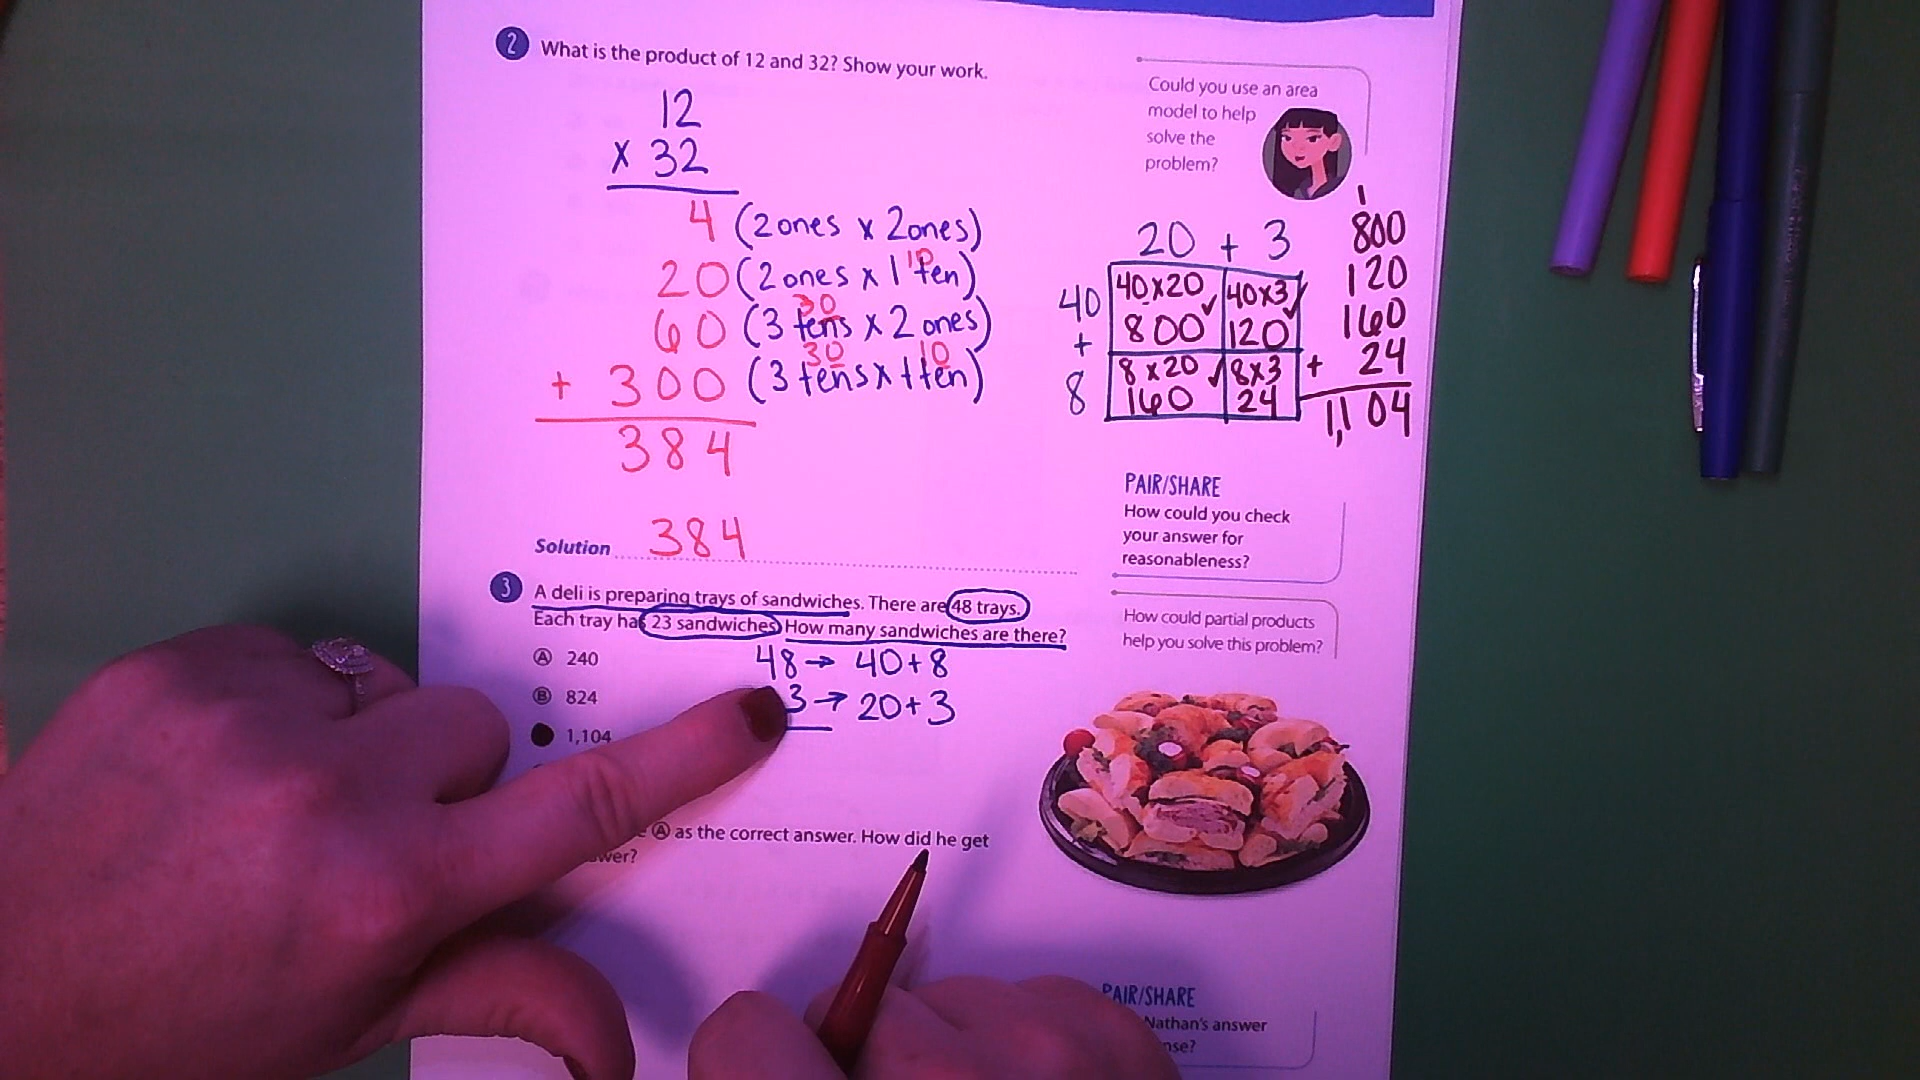 2 What is the product of 12 and 32? Show your work.
12
x 32
4 (2 ones x 2 ones)
20 (2 ones x 1 ten) 10
60 (3 tens x 2 ones) 30
+ 300 (3 tens x 1 ten) 30 10
384
Solution 384
Could you use an area
model to help
solve the
problem?
20 + 3
40 40x20 40x3
800 120
+
8 8x20 8x3
160 24
1
800
120
160
+ 24
1,104
PAIR/SHARE
How could you check
your answer for
reasonableness?
3 A deli is preparing trays of sandwiches. There are 48 trays.
Each tray has 23 sandwiches. How many sandwiches are there?
A 240
B 824
1,104
48 → 40+8
3 → 20+3
How could partial products
help you solve this problem?
A as the correct answer. How did he get
PAIR/SHARE
Nathan's answer